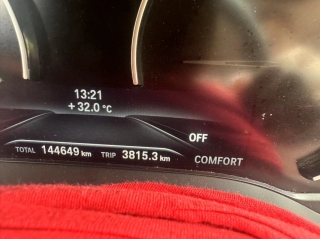 13:21
+32.0 °C
OFF
TOTAL 144649 km TRIP 3815.3 km COMFORT